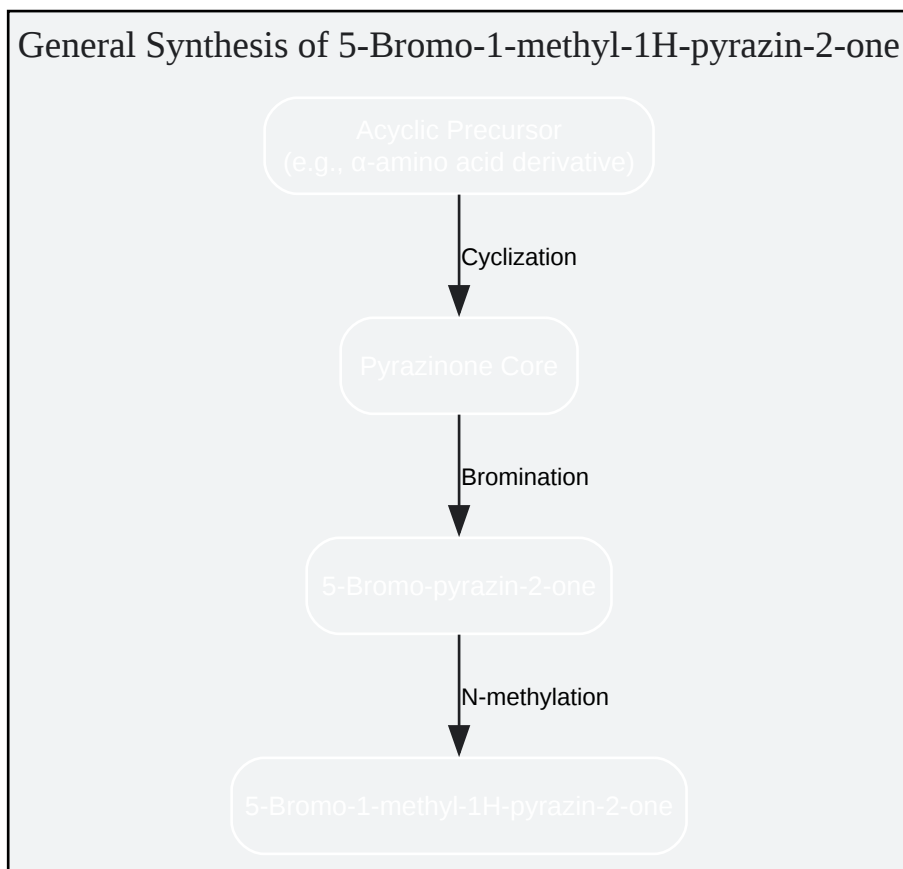 General Synthesis of 5-Bromo-1-methyl-1H-pyrazin-2-one
Acyclic Precursor
(e.g., α-amino acid derivative)
Cyclization
Pyrazinone Core
Bromination
5-Bromo-pyrazin-2-one
N-methylation
5-Bromo-1-methyl-1H-pyrazin-2-one